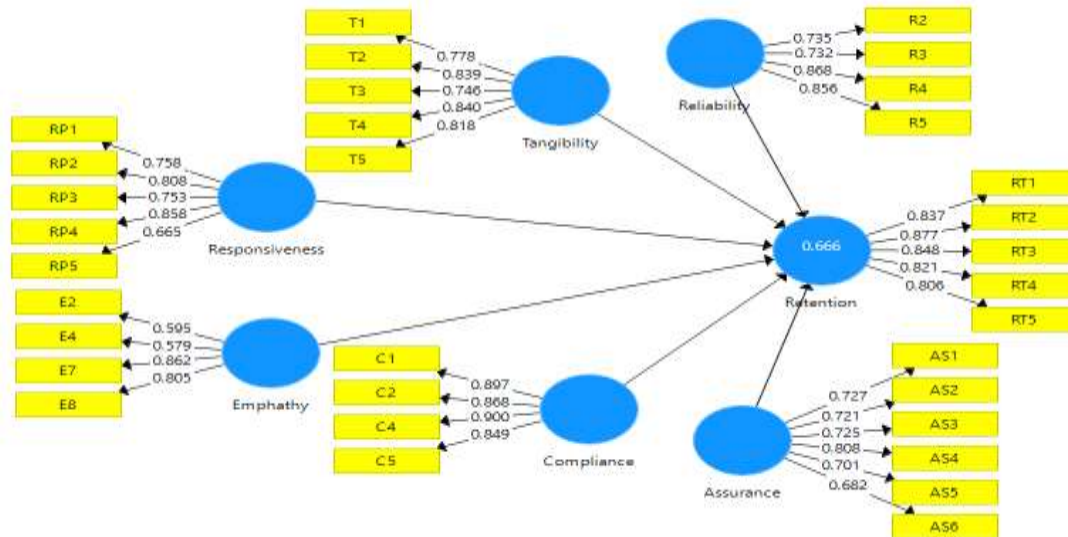 T1
T2
T3
T4
T5
0.778
0.839
0.746
0.840
0.818
Tangibility
R2
R3
R4
R5
0.735
0.732
0.868
0.856
Reliability
RP1
RP2
RP3
RP4
RP5
0.758
0.808
0.753
0.858
0.665
Responsiveness
RT1
RT2
RT3
RT4
RT5
0.837
0.877
0.848
0.821
0.806
0.666
Retention
E2
E4
E7
E8
0.595
0.579
0.862
0.805
Emphathy
C1
C2
C4
C5
0.897
0.868
0.900
0.849
Compliance
AS1
AS2
AS3
AS4
AS5
AS6
0.727
0.721
0.725
0.808
0.701
0.682
Assurance